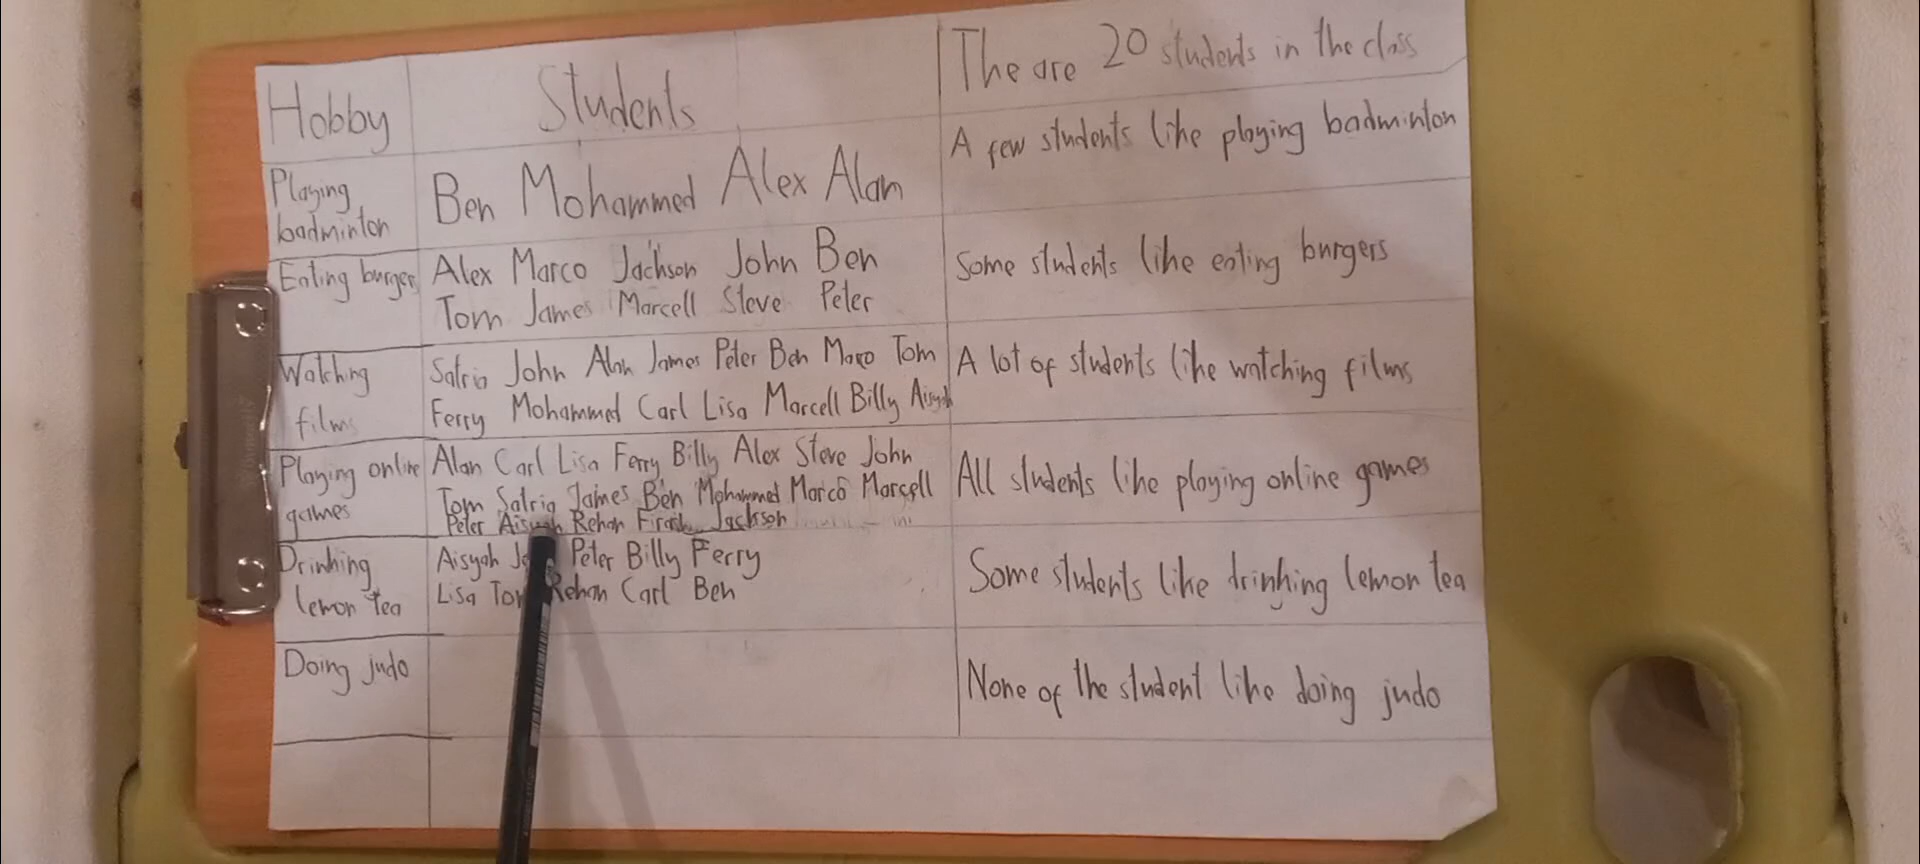 Hobby Students The are 20 students in the class
Playing
badminton
Ben Mohammed Alex Alan
A few students like playing badminton
Eating burger
Alex Marco Jackson John Ben
Tom James Marcell Steve Peter
Some students like eating burgers
Watching
films
Satria John Alan James Peter Ben Marco Tom
Ferry Mohammed Carl Lisa Marcell Billy Aisyah
A lot of students like watching films
Playing online
games
Alan Carl Lisa Ferry Billy Alex Steve John
Tom Satria James Ben Mohammed Marco Marcell
Peter Aisyah Rehan Jackson
All students like playing online games
Drinking
lemon tea
Aisyah Peter Billy Ferry
Lisa Rehan Carl Ben
Some students like drinking lemon tea
Doing judo
None of the student like doing judo